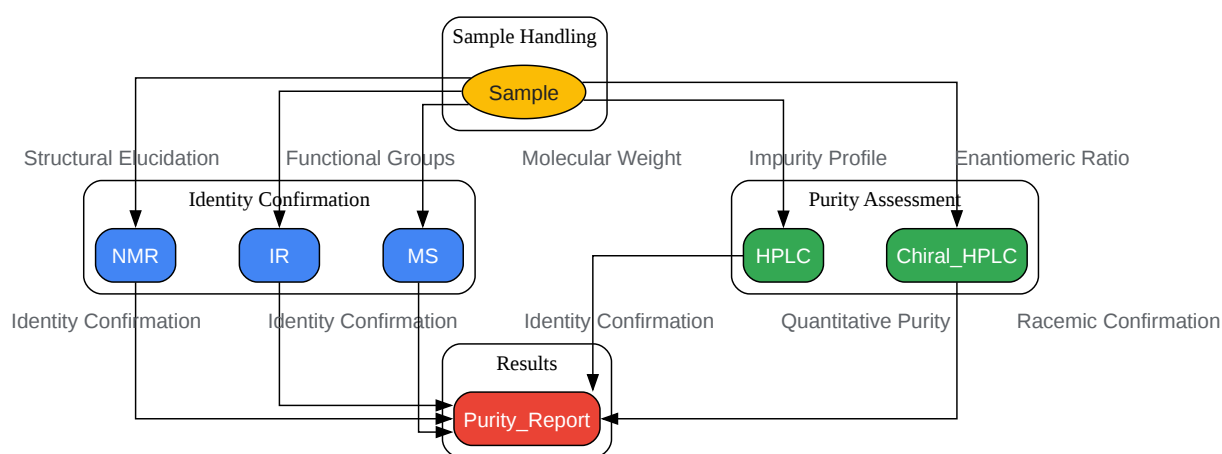 Sample Handling
Sample
Structural Elucidation
Functional Groups
Molecular Weight
Impurity Profile
Enantiomeric Ratio
Identity Confirmation
Purity Assessment
NMR
IR
MS
HPLC
Chiral_HPLC
Identity Confirmation
Identity Confirmation
Identity Confirmation
Quantitative Purity
Racemic Confirmation
Results
Purity_Report